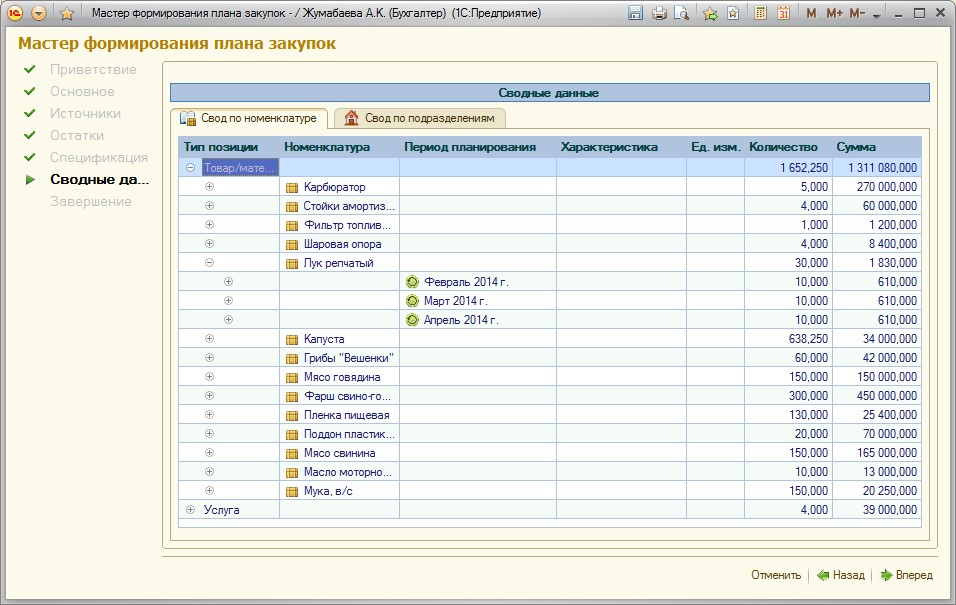 Мастер формирования плана закупок - / Жумабаева А.К. (Бухгалтер) (1С:Предприятие)
M M+ M-
31
Мастер формирования плана закупок
Приветствие
Основное
Источники
Остатки
Спецификация
Сводные да...
Завершение
Сводные данные
Свод по номенклатуре Свод по подразделениям
Тип позиции Номенклатура Период планирования Характеристика Ед. изм. Количество Сумма
Товар/мате... 1 652,250 1 311 080,000
Карбюратор 5,000 270 000,000
Стойки амортиз... 4,000 60 000,000
Фильтр топлив... 1,000 1 200,000
Шаровая опора 4,000 8 400,000
Лук репчатый 30,000 1 830,000
Февраль 2014 г. 10,000 610,000
Март 2014 г. 10,000 610,000
Апрель 2014 г. 10,000 610,000
Капуста 638,250 34 000,000
Грибы "Вешенки" 60,000 42 000,000
Мясо говядина 150,000 150 000,000
Фарш свино-го... 300,000 450 000,000
Пленка пищевая 130,000 25 400,000
Поддон пластик... 20,000 70 000,000
Мясо свинина 150,000 165 000,000
Масло моторно... 10,000 13 000,000
Мука, в/с 150,000 20 250,000
Услуга 4,000 39 000,000
Отменить Назад Вперед